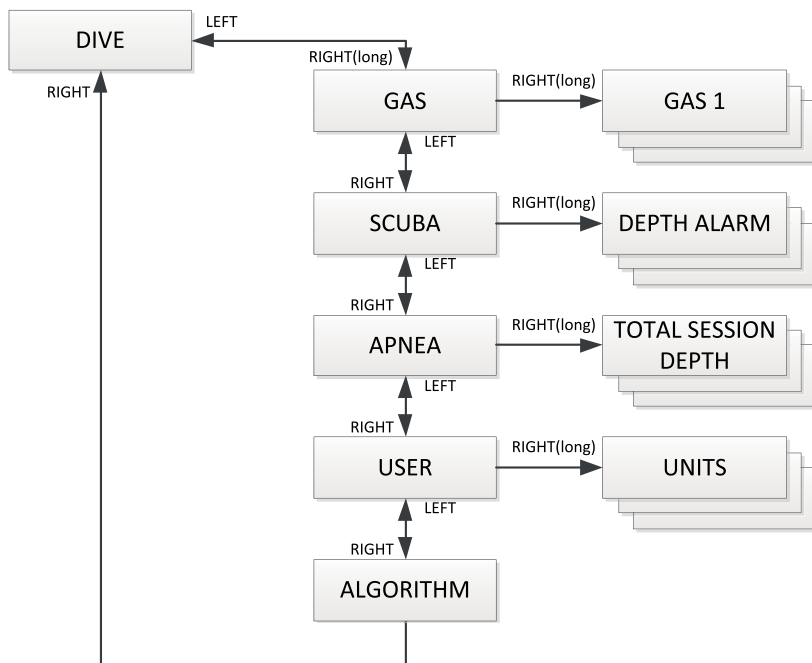 DIVE
LEFT
RIGHT(long)
RIGHT
GAS
RIGHT(long)
GAS 1
LEFT
RIGHT
SCUBA
RIGHT(long)
DEPTH ALARM
LEFT
RIGHT
APNEA
RIGHT(long)
TOTAL SESSION
DEPTH
LEFT
RIGHT
USER
RIGHT(long)
UNITS
LEFT
RIGHT
ALGORITHM